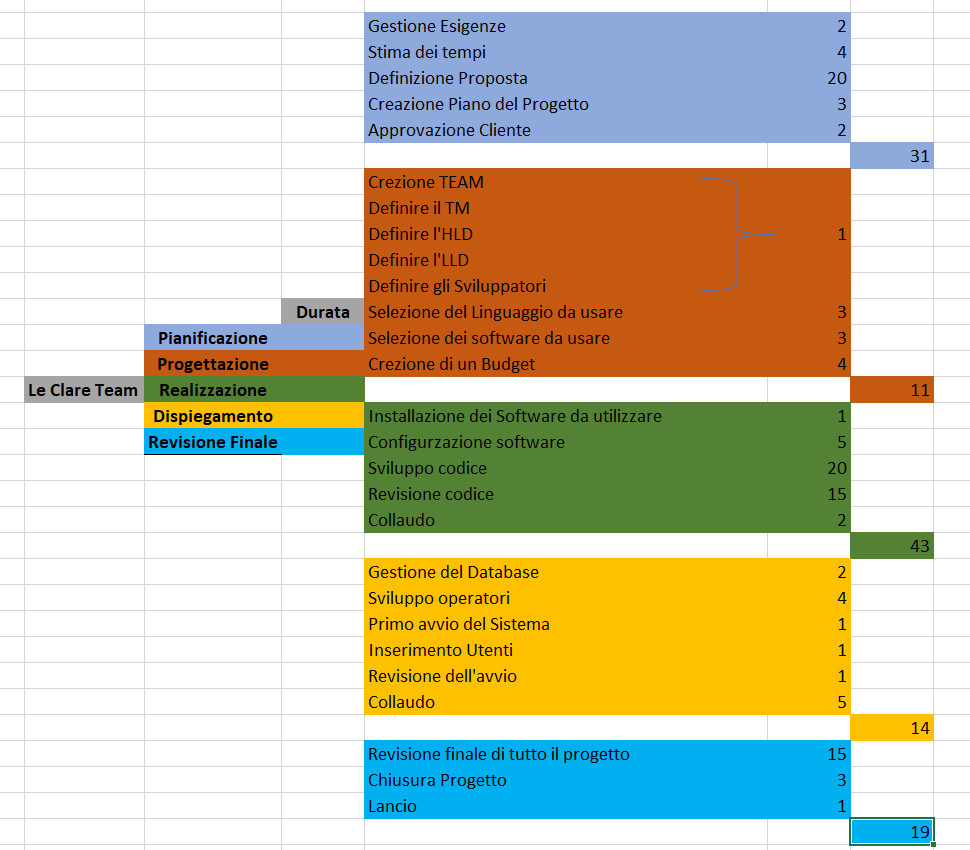 Gestione Esigenze 2
Stima dei tempi 4
Definizione Proposta 20
Creazione Piano del Progetto 3
Approvazione Cliente 2
31
Crezione TEAM
Definire il TM
Definire l'HLD 1
Definire l'LLD
Definire gli Sviluppatori
Durata Selezione del Linguaggio da usare 3
Pianificazione Selezione dei software da usare 3
Progettazione Crezione di un Budget 4
Le Clare Team Realizzazione 11
Dispiegamento Installazione dei Software da utilizzare 1
Revisione Finale Configurzazione software 5
Sviluppo codice 20
Revisione codice 15
Collaudo 2
43
Gestione del Database 2
Sviluppo operatori 4
Primo avvio del Sistema 1
Inserimento Utenti 1
Revisione dell'avvio 1
Collaudo 5
14
Revisione finale di tutto il progetto 15
Chiusura Progetto 3
Lancio 1
19